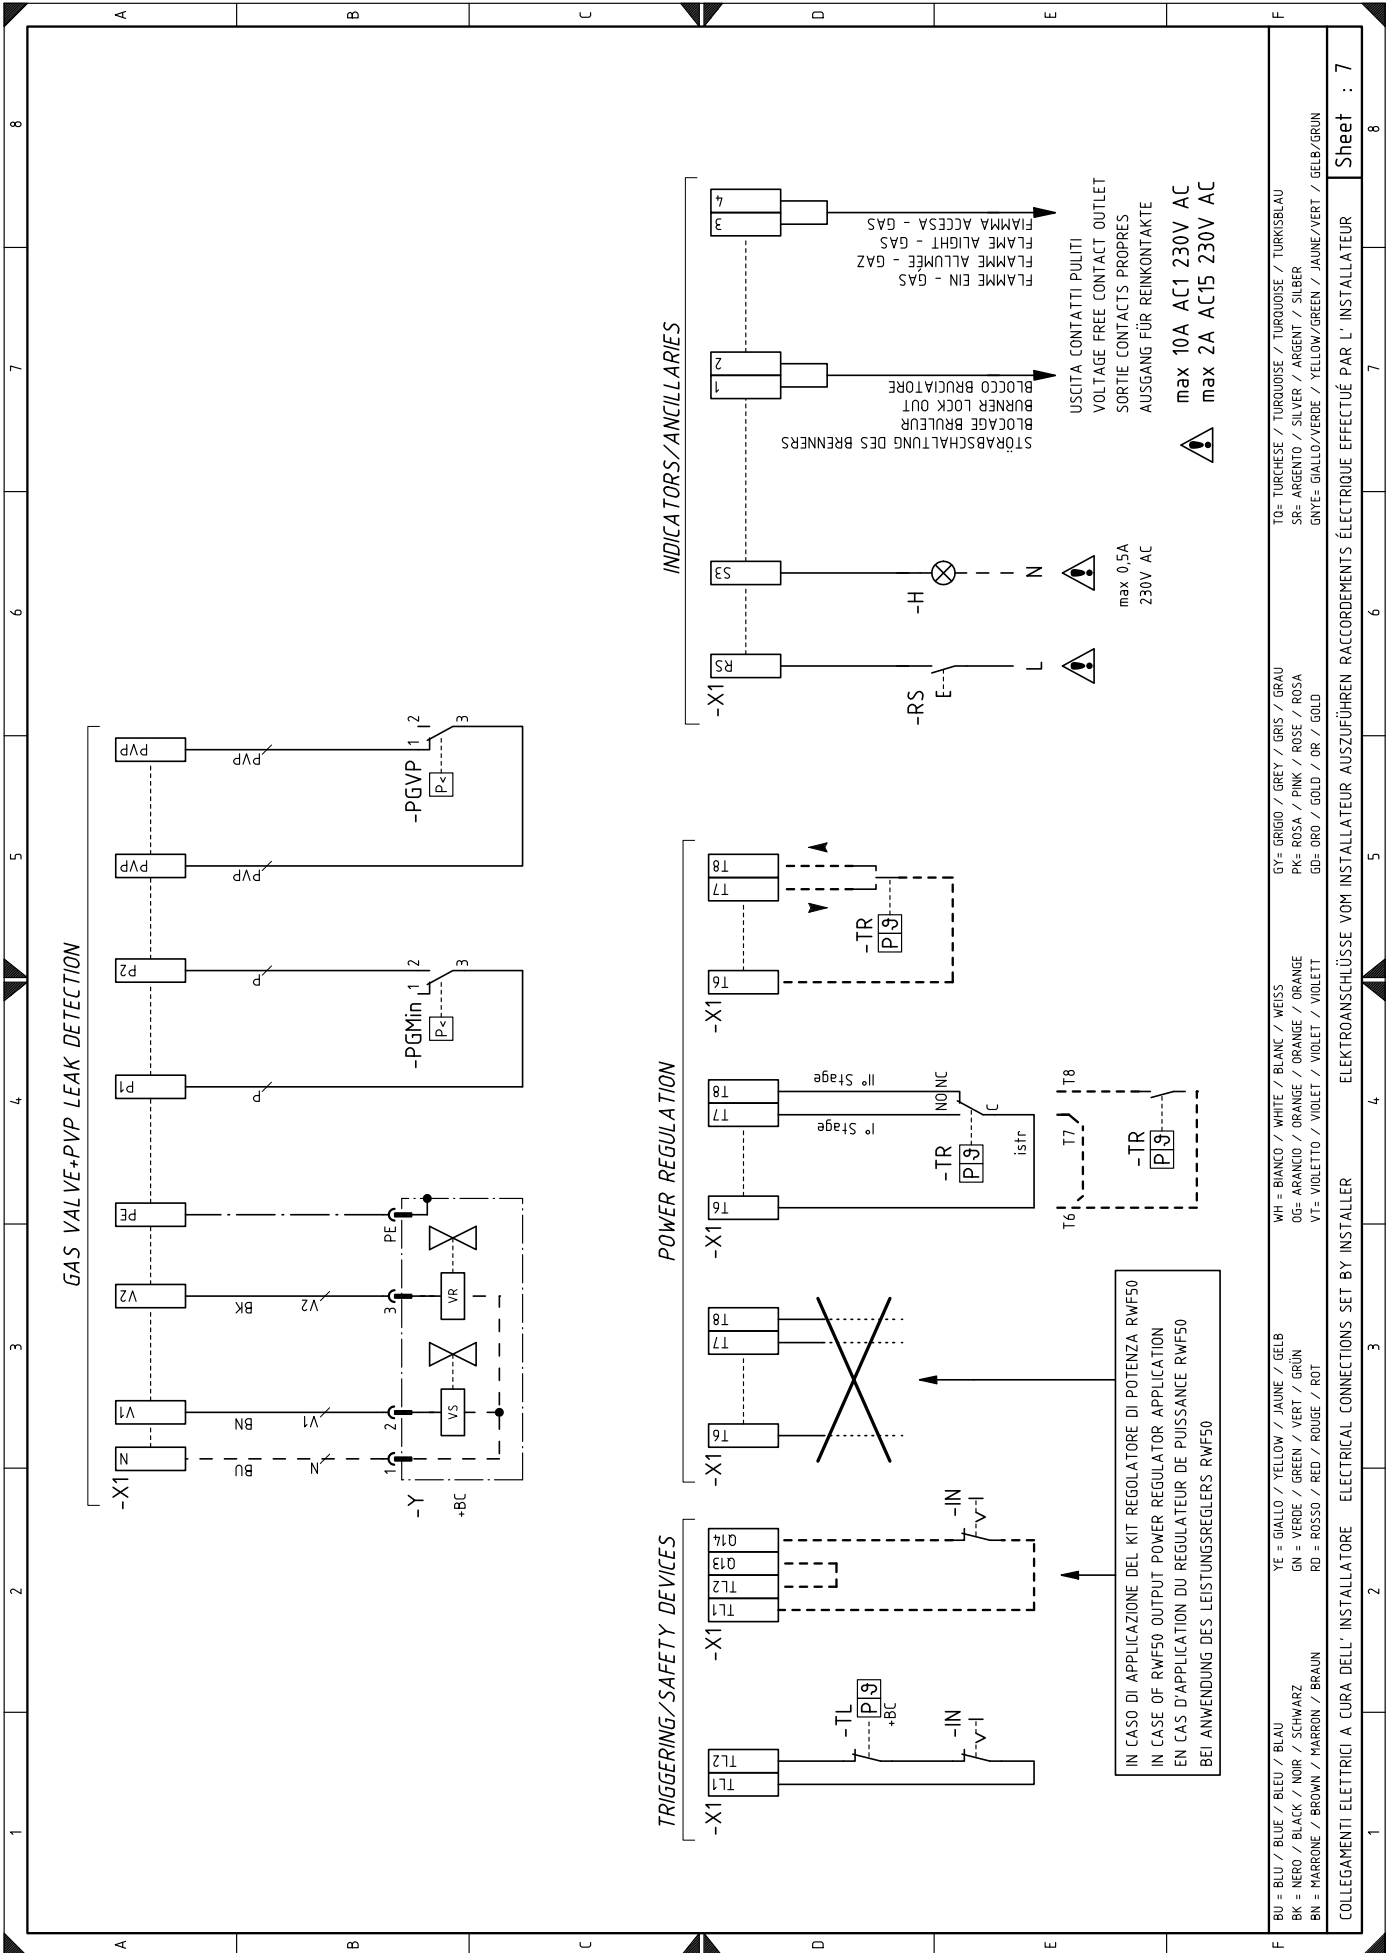 1 2 3 4 5 6 7 8
A
B
C
D
E
F
A
B
C
D
E
F
GAS VALVE+PVP LEAK DETECTION
-X1
N V1 V2 PE P1 P2 PVP PVP
BU BN BK
N V1 V2 P P PVP PVP
1 2 3 PE
-Y
+BC
VS VR
-PGMin
P<
1 2
3
-PGVP
P<
1 2
3
TRIGGERING/SAFETY DEVICES
-X1
TL1 TL2
-TL
P ϑ
+BC
-IN
-X1
TL1 TL2 Q13 Q14
-IN
POWER REGULATION
-X1
T6 T7 T8
-X1
T6 T7 T8
I° Stage
II° Stage
-TR
P ϑ
NO NC
C
istr
T6 T7 T8
-TR
P ϑ
-X1
T6 T7 T8
-TR
P ϑ
IN CASO DI APPLICAZIONE DEL KIT REGOLATORE DI POTENZA RWF50
IN CASE OF RWF50 OUTPUT POWER REGULATOR APPLICATION
EN CAS D'APPLICATION DU REGULATEUR DE PUISSANCE RWF50
BEI ANWENDUNG DES LEISTUNGSREGLERS RWF50
INDICATORS/ANCILLARIES
-X1
RS S3 1 2 3 4
-RS
E
L
-H
N
max 0,5A
230V AC
STÖRABSCHALTUNG DES BRENNERS
BLOCAGE BRULEUR
BURNER LOCK OUT
BLOCCO BRUCIATORE
FLAMME EIN - GAS
FLAMME ALLUMÉE - GAZ
FLAME ALIGHT - GAS
FIAMMA ACCESA - GAS
USCITA CONTATTI PULITI
VOLTAGE FREE CONTACT OUTLET
SORTIE CONTACTS PROPRES
AUSGANG FÜR REINKONTAKTE
max 10A AC1 230V AC
max 2A AC15 230V AC
BU = BLU / BLUE / BLEU / BLAU
BK = NERO / BLACK / NOIR / SCHWARZ
BN = MARRONE / BROWN / MARRON / BRAUN
YE = GIALLO / YELLOW / JAUNE / GELB
GN = VERDE / GREEN / VERT / GRÜN
RD = ROSSO / RED / ROUGE / ROT
WH = BIANCO / WHITE / BLANC / WEISS
OG= ARANCIO / ORANGE / ORANGE / ORANGE
VT= VIOLETTO / VIOLET / VIOLET / VIOLETT
GY= GRIGIO / GREY / GRIS / GRAU
PK= ROSA / PINK / ROSE / ROSA
GD= ORO / GOLD / OR / GOLD
TQ= TURCHESE / TURQUOISE / TURQUOISE / TURKISBLAU
SR= ARGENTO / SILVER / ARGENT / SILBER
GNYE= GIALLO/VERDE / YELLOW/GREEN / JAUNE/VERT / GELB/GRUN
COLLEGAMENTI ELETTRICI A CURA DELL' INSTALLATORE ELECTRICAL CONNECTIONS SET BY INSTALLER ELEKTROANSCHLÜSSE VOM INSTALLATEUR AUSZUFÜHREN RACCORDEMENTS ÉLECTRIQUE EFFECTUÉ PAR L' INSTALLATEUR
Sheet : 7
1 2 3 4 5 6 7 8